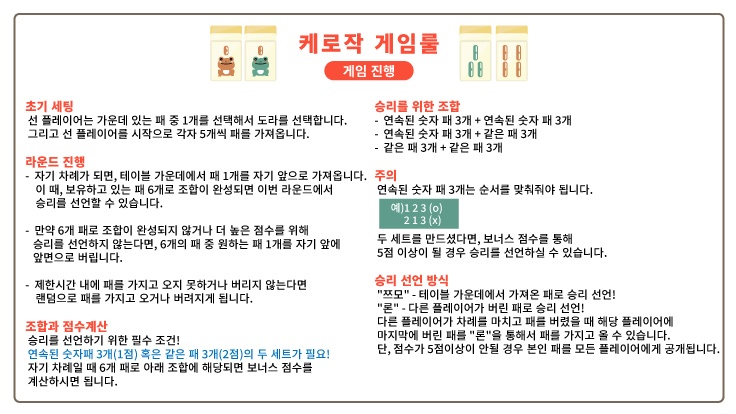 케로작 게임룰
게임 진행
초기 세팅
선 플레이어는 가운데 있는 패 중 1개를 선택해서 도라를 선택합니다.
그리고 선 플레이어를 시작으로 각자 5개씩 패를 가져옵니다.
라운드 진행
- 자기 차례가 되면, 테이블 가운데에서 패 1개를 자기 앞으로 가져옵니다.
이 때, 보유하고 있는 패 6개로 조합이 완성되면 이번 라운드에서
승리를 선언할 수 있습니다.
- 만약 6개 패로 조합이 완성되지 않거나 더 높은 점수를 위해
승리를 선언하지 않는다면, 6개의 패 중 원하는 패 1개를 자기 앞에
앞면으로 버립니다.
- 제한시간 내에 패를 가지고 오지 못하거나 버리지 않는다면
랜덤으로 패를 가지고 오거나 버려지게 됩니다.
조합과 점수계산
승리를 선언하기 위한 필수 조건!
연속된 숫자패 3개(1점) 혹은 같은 패 3개(2점)의 두 세트가 필요!
자기 차례일 때 6개 패로 아래 조합에 해당되면 보너스 점수를
계산하시면 됩니다.
승리를 위한 조합
- 연속된 숫자 패 3개 + 연속된 숫자 패 3개
- 연속된 숫자 패 3개 + 같은 패 3개
- 같은 패 3개 + 같은 패 3개
주의
연속된 숫자 패 3개는 순서를 맞춰줘야 됩니다.
예)1 2 3 (o)
2 1 3 (x)
두 세트를 만드셨다면, 보너스 점수를 통해
5점 이상이 될 경우 승리를 선언하실 수 있습니다.
승리 선언 방식
"쯔모" - 테이블 가운데에서 가져온 패로 승리 선언!
"론" - 다른 플레이어가 버린 패로 승리 선언!
다른 플레이어가 차례를 마치고 패를 버렸을 때 해당 플레이어에
마지막에 버린 패를 "론"을 통해서 패를 가지고 올 수 있습니다.
단, 점수가 5점이상이 안될 경우 본인 패를 모든 플레이어에게 공개됩니다.